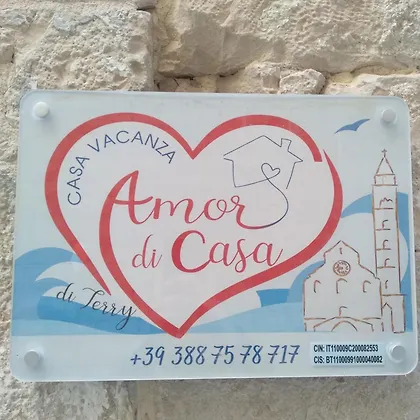 CASA VACANZA
Amor
di Casa
di Terry
+39 388 75 78 717
CIN: IT110009C200082553
CIS: BT11000991000040082